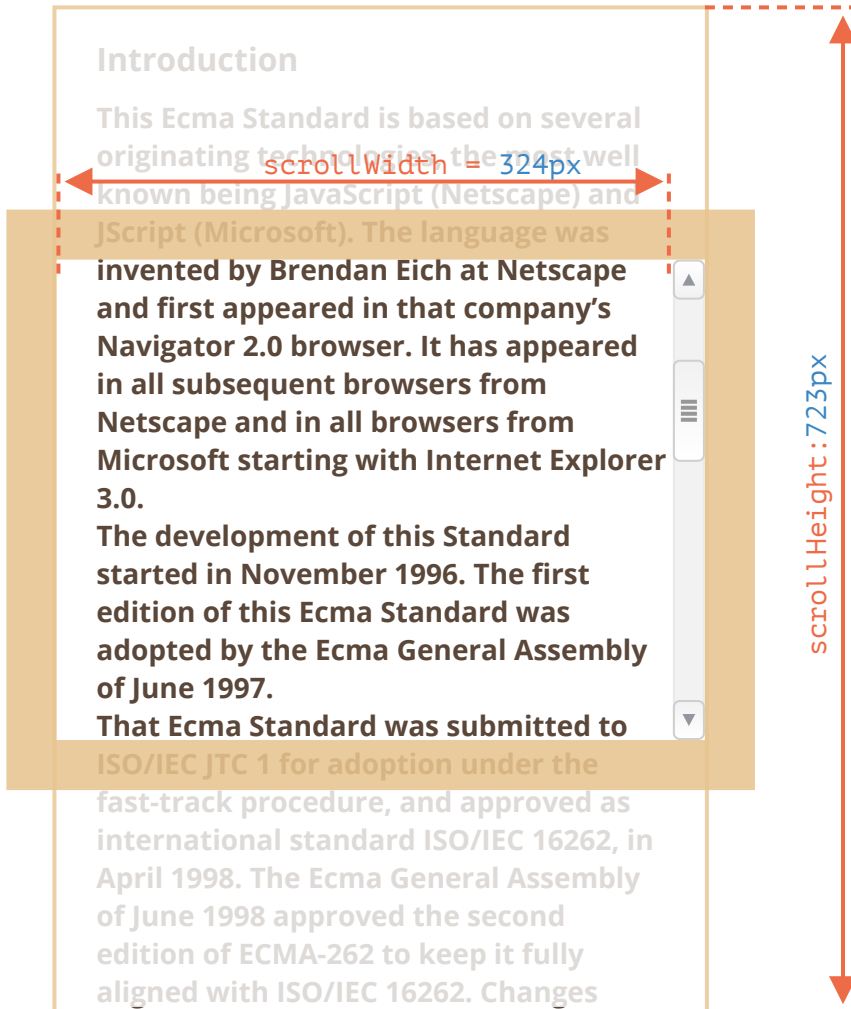 Introduction
This Ecma Standard is based on several
originating technologies, the most well
scrollWidth = 324px
known being JavaScript (Netscape) and
JScript (Microsoft). The language was
invented by Brendan Eich at Netscape
and first appeared in that company’s
Navigator 2.0 browser. It has appeared
in all subsequent browsers from
Netscape and in all browsers from
Microsoft starting with Internet Explorer
3.0.
The development of this Standard
started in November 1996. The first
edition of this Ecma Standard was
adopted by the Ecma General Assembly
of June 1997.
That Ecma Standard was submitted to
ISO/IEC JTC 1 for adoption under the
fast-track procedure, and approved as
international standard ISO/IEC 16262, in
April 1998. The Ecma General Assembly
of June 1998 approved the second
edition of ECMA-262 to keep it fully
aligned with ISO/IEC 16262. Changes
scrollHeight:723px